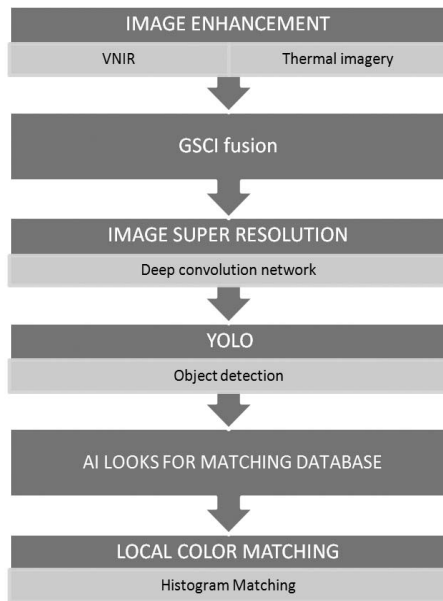 IMAGE ENHANCEMENT
VNIR
Thermal imagery
GSCI fusion
IMAGE SUPER RESOLUTION
Deep convolution network
YOLO
Object detection
AI LOOKS FOR MATCHING DATABASE
LOCAL COLOR MATCHING
Histogram Matching